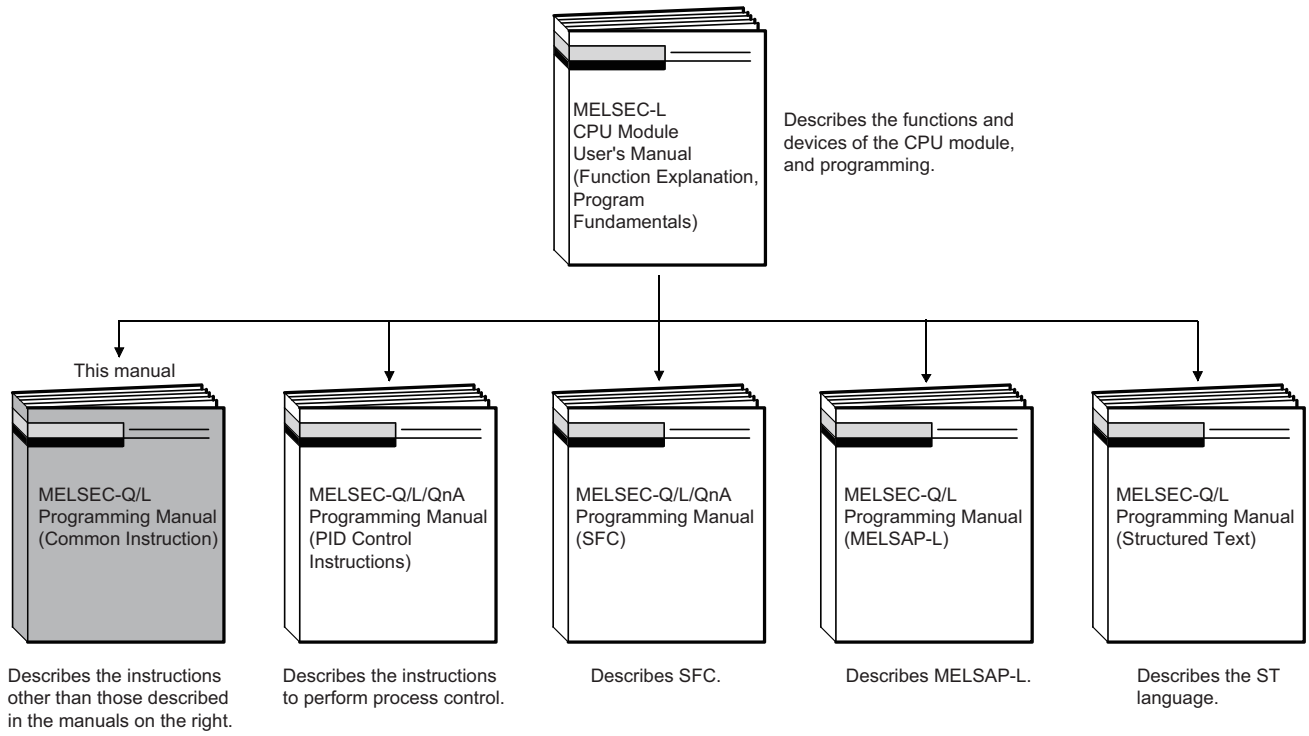 MELSEC-L
CPU Module
User's Manual
(Function Explanation,
Program
Fundamentals)
Describes the functions and
devices of the CPU module,
and programming.
This manual
MELSEC-Q/L
Programming Manual
(Common Instruction)
MELSEC-Q/L/QnA
Programming Manual
(PID Control
Instructions)
MELSEC-Q/L/QnA
Programming Manual
(SFC)
MELSEC-Q/L
Programming Manual
(MELSAP-L)
MELSEC-Q/L
Programming Manual
(Structured Text)
Describes the instructions
other than those described
in the manuals on the right.
Describes the instructions
to perform process control.
Describes SFC.
Describes MELSAP-L.
Describes the ST
language.